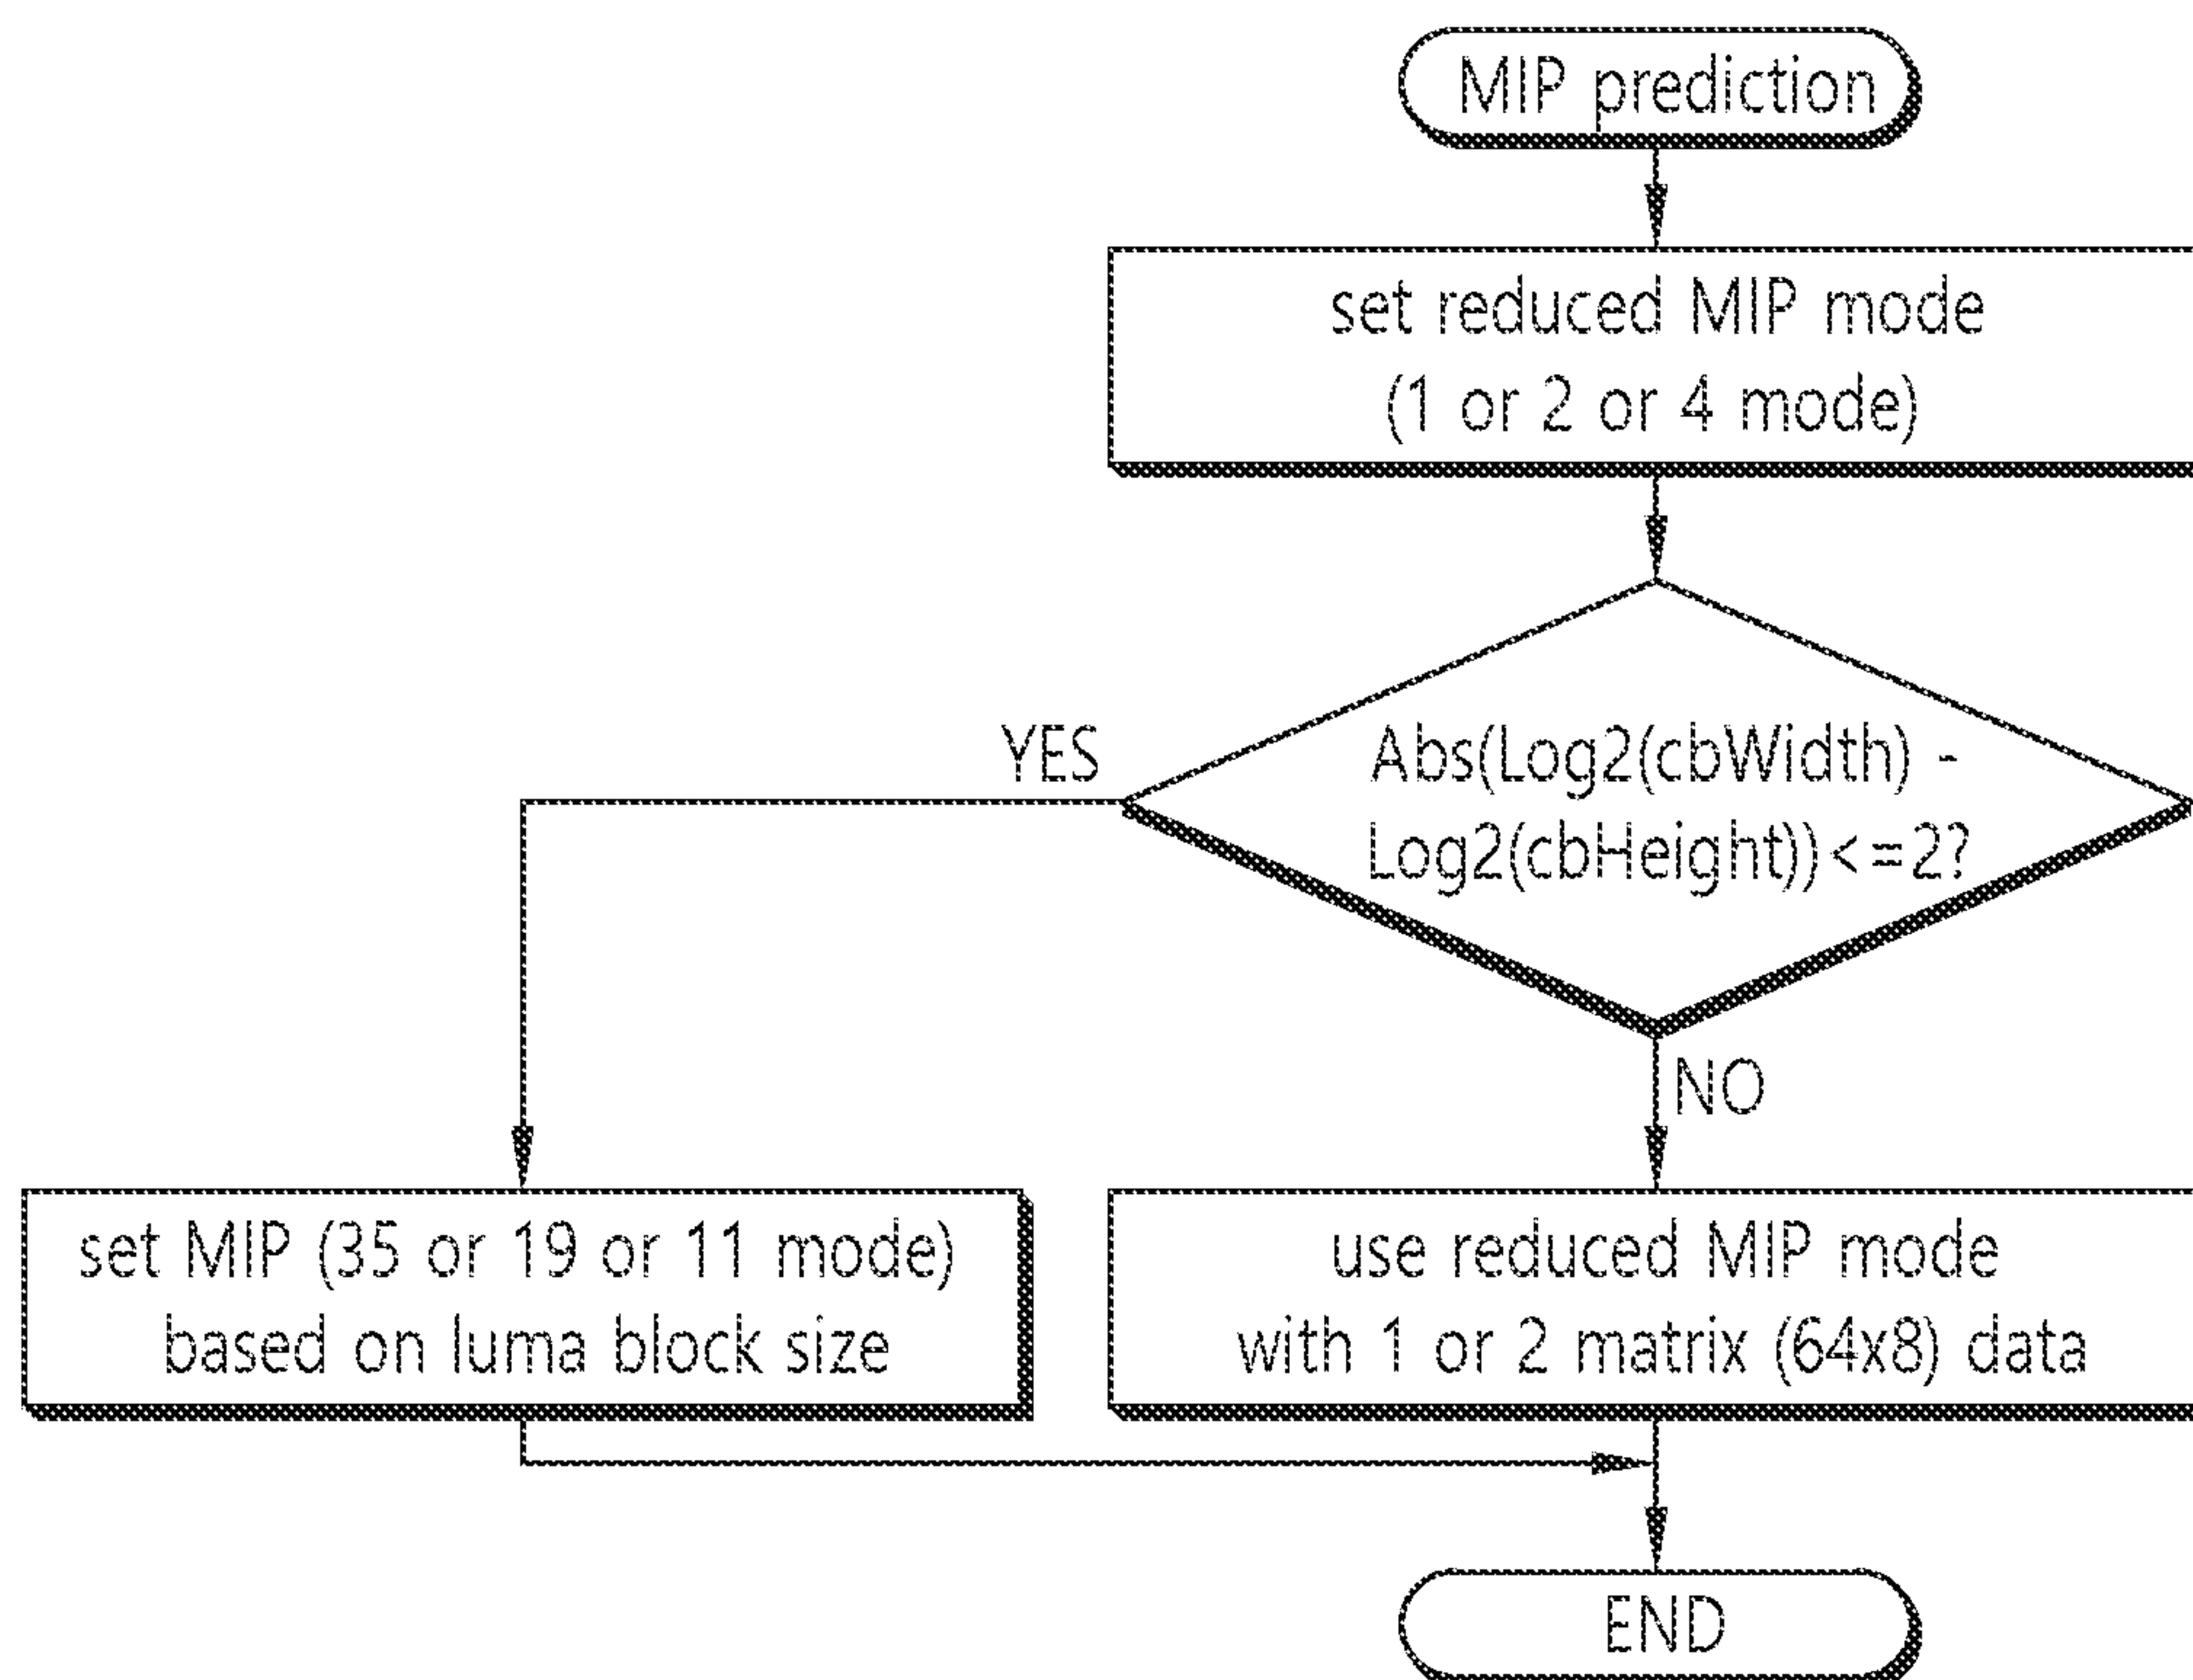 MIP prediction
set reduced MIP mode
(1 or 2 or 4 mode)
Abs(Log2(cbWidth) -
Log2(cbHeight))<=2?
YES
NO
set MIP (35 or 19 or 11 mode)
based on luma block size
use reduced MIP mode
with 1 or 2 matrix (64x8) data
END